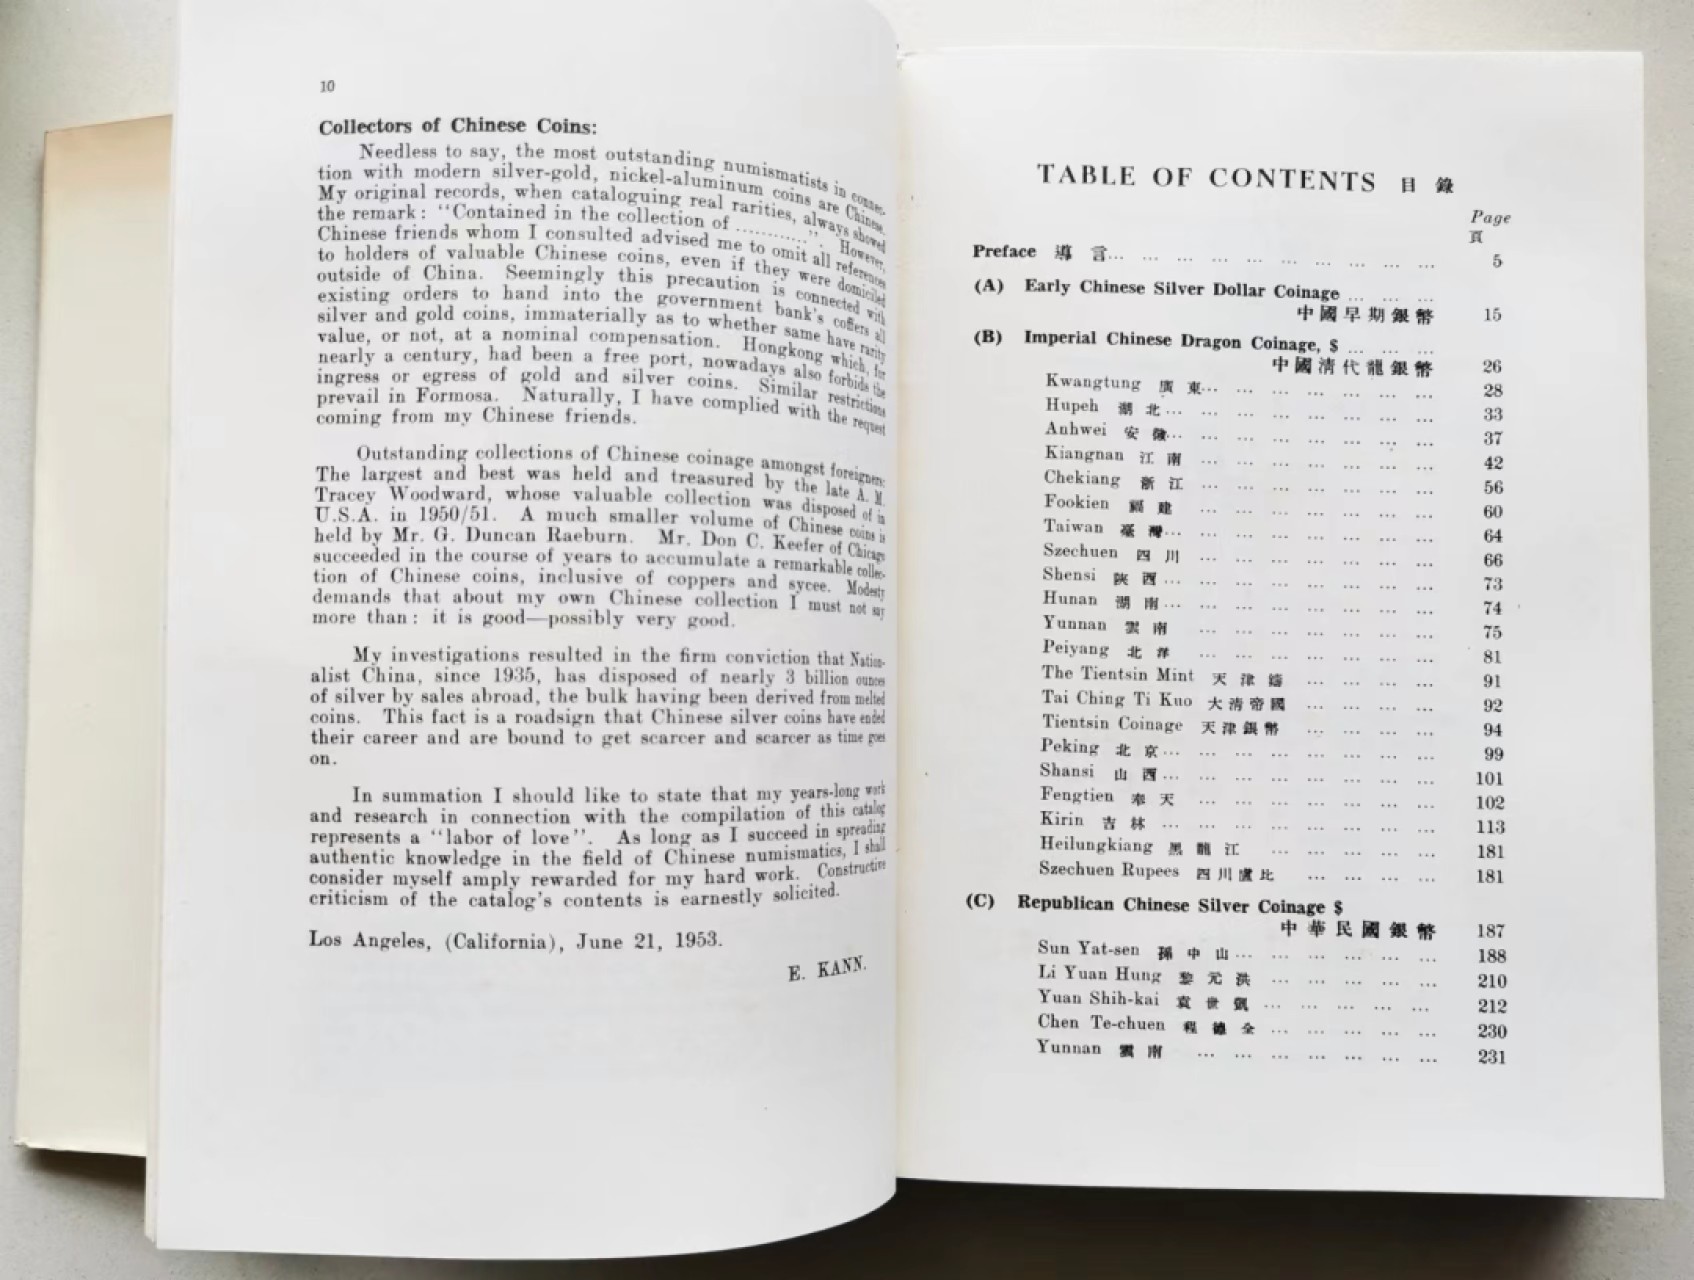 10
Collectors of Chinese Coins:
Needless to say, the most outstanding numismatists in connec-
tion with modern silver-gold, nickel-aluminum coins are Chinese.
My original records, when cataloguing real rarities, always showed
the remark: "Contained in the collection of ............". However,
Chinese friends whom I consulted advised me to omit all references
to holders of valuable Chinese coins, even if they were domiciled
outside of China. Seemingly this precaution is connected with
existing orders to hand into the government bank's coffers all
silver and gold coins, immaterially as to whether same have rarity
value, or not, at a nominal compensation. Hongkong which, for
nearly a century, had been a free port, nowadays also forbids the
ingress or egress of gold and silver coins. Similar restrictions
prevail in Formosa. Naturally, I have complied with the request
coming from my Chinese friends.
Outstanding collections of Chinese coinage amongst foreigners:
The largest and best was held and treasured by the late A. M.
Tracey Woodward, whose valuable collection was disposed of in
U.S.A. in 1950/51. A much smaller volume of Chinese coins is
held by Mr. G. Duncan Raeburn. Mr. Don C. Keefer of Chicago
succeeded in the course of years to accumulate a remarkable collec-
tion of Chinese coins, inclusive of coppers and sycee. Modesty
demands that about my own Chinese collection I must not say
more than: it is good—possibly very good.
My investigations resulted in the firm conviction that Nation-
alist China, since 1935, has disposed of nearly 3 billion ounces
of silver by sales abroad, the bulk having been derived from melted
coins. This fact is a roadsign that Chinese silver coins have ended
their career and are bound to get scarcer and scarcer as time goes
on.
In summation I should like to state that my years-long work
and research in connection with the compilation of this catalog
represents a "labor of love". As long as I succeed in spreading
authentic knowledge in the field of Chinese numismatics, I shall
consider myself amply rewarded for my hard work. Constructive
criticism of the catalog's contents is earnestly solicited.
Los Angeles, (California), June 21, 1953.
E. KANN.
TABLE OF CONTENTS 目錄
Page
頁
Preface 導言... ... ... ... ... ... ... ... ... ... 5
(A) Early Chinese Silver Dollar Coinage ... ... ...
中國早期銀幣 15
(B) Imperial Chinese Dragon Coinage, $ ... ... ...
中國清代龍銀幣 26
Kwangtung 廣東... ... ... ... ... ... ... 28
Hupeh 湖北... ... ... ... ... ... ... ... 33
Anhwei 安徽... ... ... ... ... ... ... ... 37
Kiangnan 江南 ... ... ... ... ... ... ... 42
Chekiang 浙江 ... ... ... ... ... ... ... 56
Fookien 福建 ... ... ... ... ... ... ... 60
Taiwan 臺灣... ... ... ... ... ... ... ... 64
Szechuen 四川 ... ... ... ... ... ... ... 66
Shensi 陝西... ... ... ... ... ... ... ... 73
Hunan 湖南... ... ... ... ... ... ... ... 74
Yunnan 雲南 ... ... ... ... ... ... ... 75
Peiyang 北洋 ... ... ... ... ... ... ... 81
The Tientsin Mint 天津鑄 ... ... ... ... 91
Tai Ching Ti Kuo 大清帝國 ... ... ... ... 92
Tientsin Coinage 天津銀幣 ... ... ... ... 94
Peking 北京... ... ... ... ... ... ... ... 99
Shansi 山西... ... ... ... ... ... ... ... 101
Fengtien 奉天 ... ... ... ... ... ... ... 102
Kirin 吉林 ... ... ... ... ... ... ... ... 113
Heilungkiang 黑龍江 ... ... ... ... ... ... 181
Szechuen Rupees 四川盧比 ... ... ... ... 181
(C) Republican Chinese Silver Coinage $
中華民國銀幣 187
Sun Yat-sen 孫中山... ... ... ... ... ... 188
Li Yuan Hung 黎元洪 ... ... ... ... ... 210
Yuan Shih-kai 袁世凱 ... ... ... ... ... 212
Chen Te-chuen 程德全 ... ... ... ... ... 230
Yunnan 雲南 ... ... ... ... ... ... ... 231